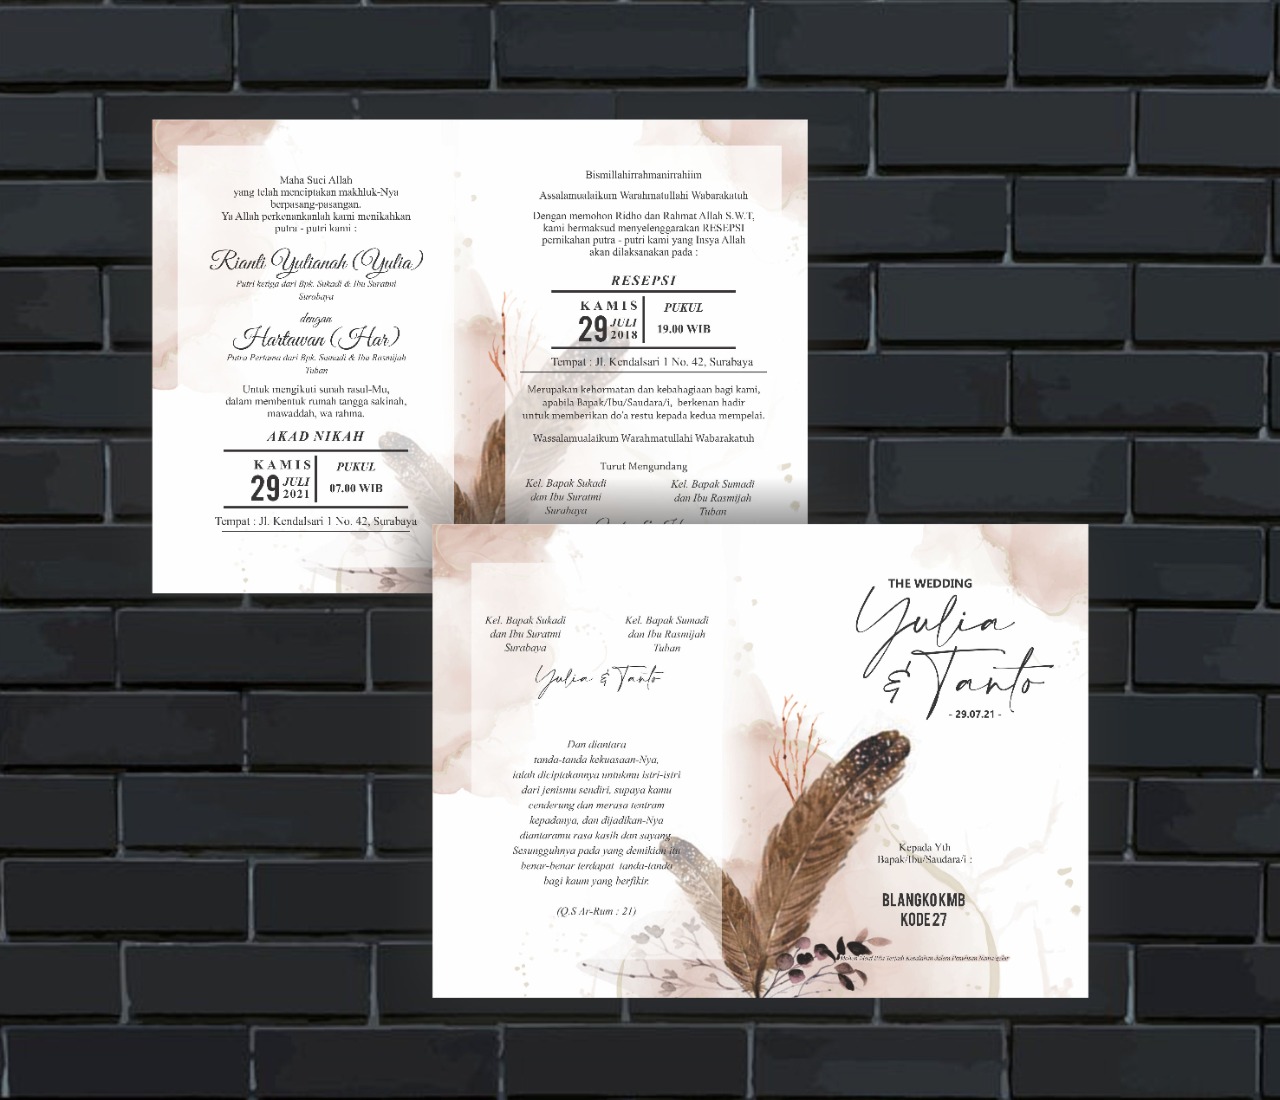 Maha Suci Allah
yang telah menciptakan makhluk-Nya
berpasang-pasangan.
Ya Allah perkenankanlah kami menikahkan
putra - putri kami :
Rianti Yulianah (Yulia)
Putri ketiga dari Bpk. Sukadi & Ibu Suratmi
Surabaya
dengan
Hartawan (Har)
Putra Pertama dari Bpk. Sumadi & Ibu Rasmijah
Tuban
Untuk mengikuti sunah rasul-Mu,
dalam membentuk rumah tangga sakinah,
mawaddah, wa rahma.
AKAD NIKAH
KAMIS
29 JULI 2021
PUKUL
07.00 WIB
Tempat : Jl. Kendalsari 1 No. 42, Surabaya
Bismillahirrahmanirrahiim
Assalamualaikum Warahmatullahi Wabarakatuh
Dengan memohon Ridho dan Rahmat Allah S.W.T,
kami bermaksud menyelenggarakan RESEPSI
pernikahan putra - putri kami yang Insya Allah
akan dilaksanakan pada :
RESEPSI
KAMIS
29 JULI 2018
PUKUL
19.00 WIB
Tempat : Jl. Kendalsari 1 No. 42, Surabaya
Merupakan kehormatan dan kebahagiaan bagi kami,
apabila Bapak/Ibu/Saudara/i, berkenan hadir
untuk memberikan do'a restu kepada kedua mempelai.
Wassalamualaikum Warahmatullahi Wabarakatuh
Turut Mengundang
Kel. Bapak Sukadi
dan Ibu Suratmi
Surabaya
Kel. Bapak Sumadi
dan Ibu Rasmijah
Tuban
Kel. Bapak Sukadi
dan Ibu Suratmi
Surabaya
Kel. Bapak Sumadi
dan Ibu Rasmijah
Tuban
Yulia & Tanto
Dan diantara
tanda-tanda kekuasaan-Nya,
ialah diciptakannya untukmu istri-istri
dari jenismu sendiri, supaya kamu
cenderung dan merasa tentram
kepadanya, dan dijadikan-Nya
diantaramu rasa kasih dan sayang.
Sesungguhnya pada yang demikian itu
benar-benar terdapat tanda-tanda
bagi kaum yang berfikir.
(Q.S Ar-Rum : 21)
THE WEDDING
Yulia
& Tanto
- 29.07.21 -
Kepada Yth
Bapak/Ibu/Saudara/i :
BLANGKO KMB
KODE 27